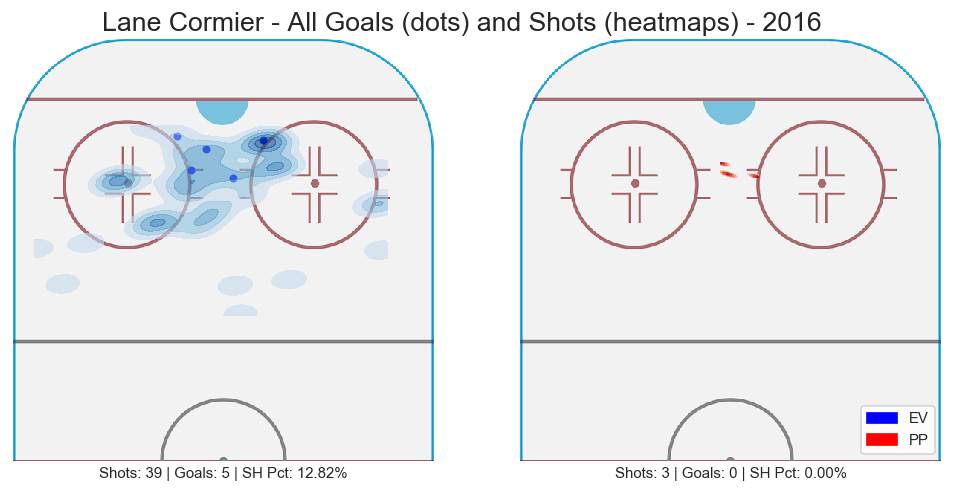 Lane Cormier - All Goals (dots) and Shots (heatmaps) - 2016
EV
PP
Shots: 39 | Goals: 5 | SH Pct: 12.82%
Shots: 3 | Goals: 0 | SH Pct: 0.00%